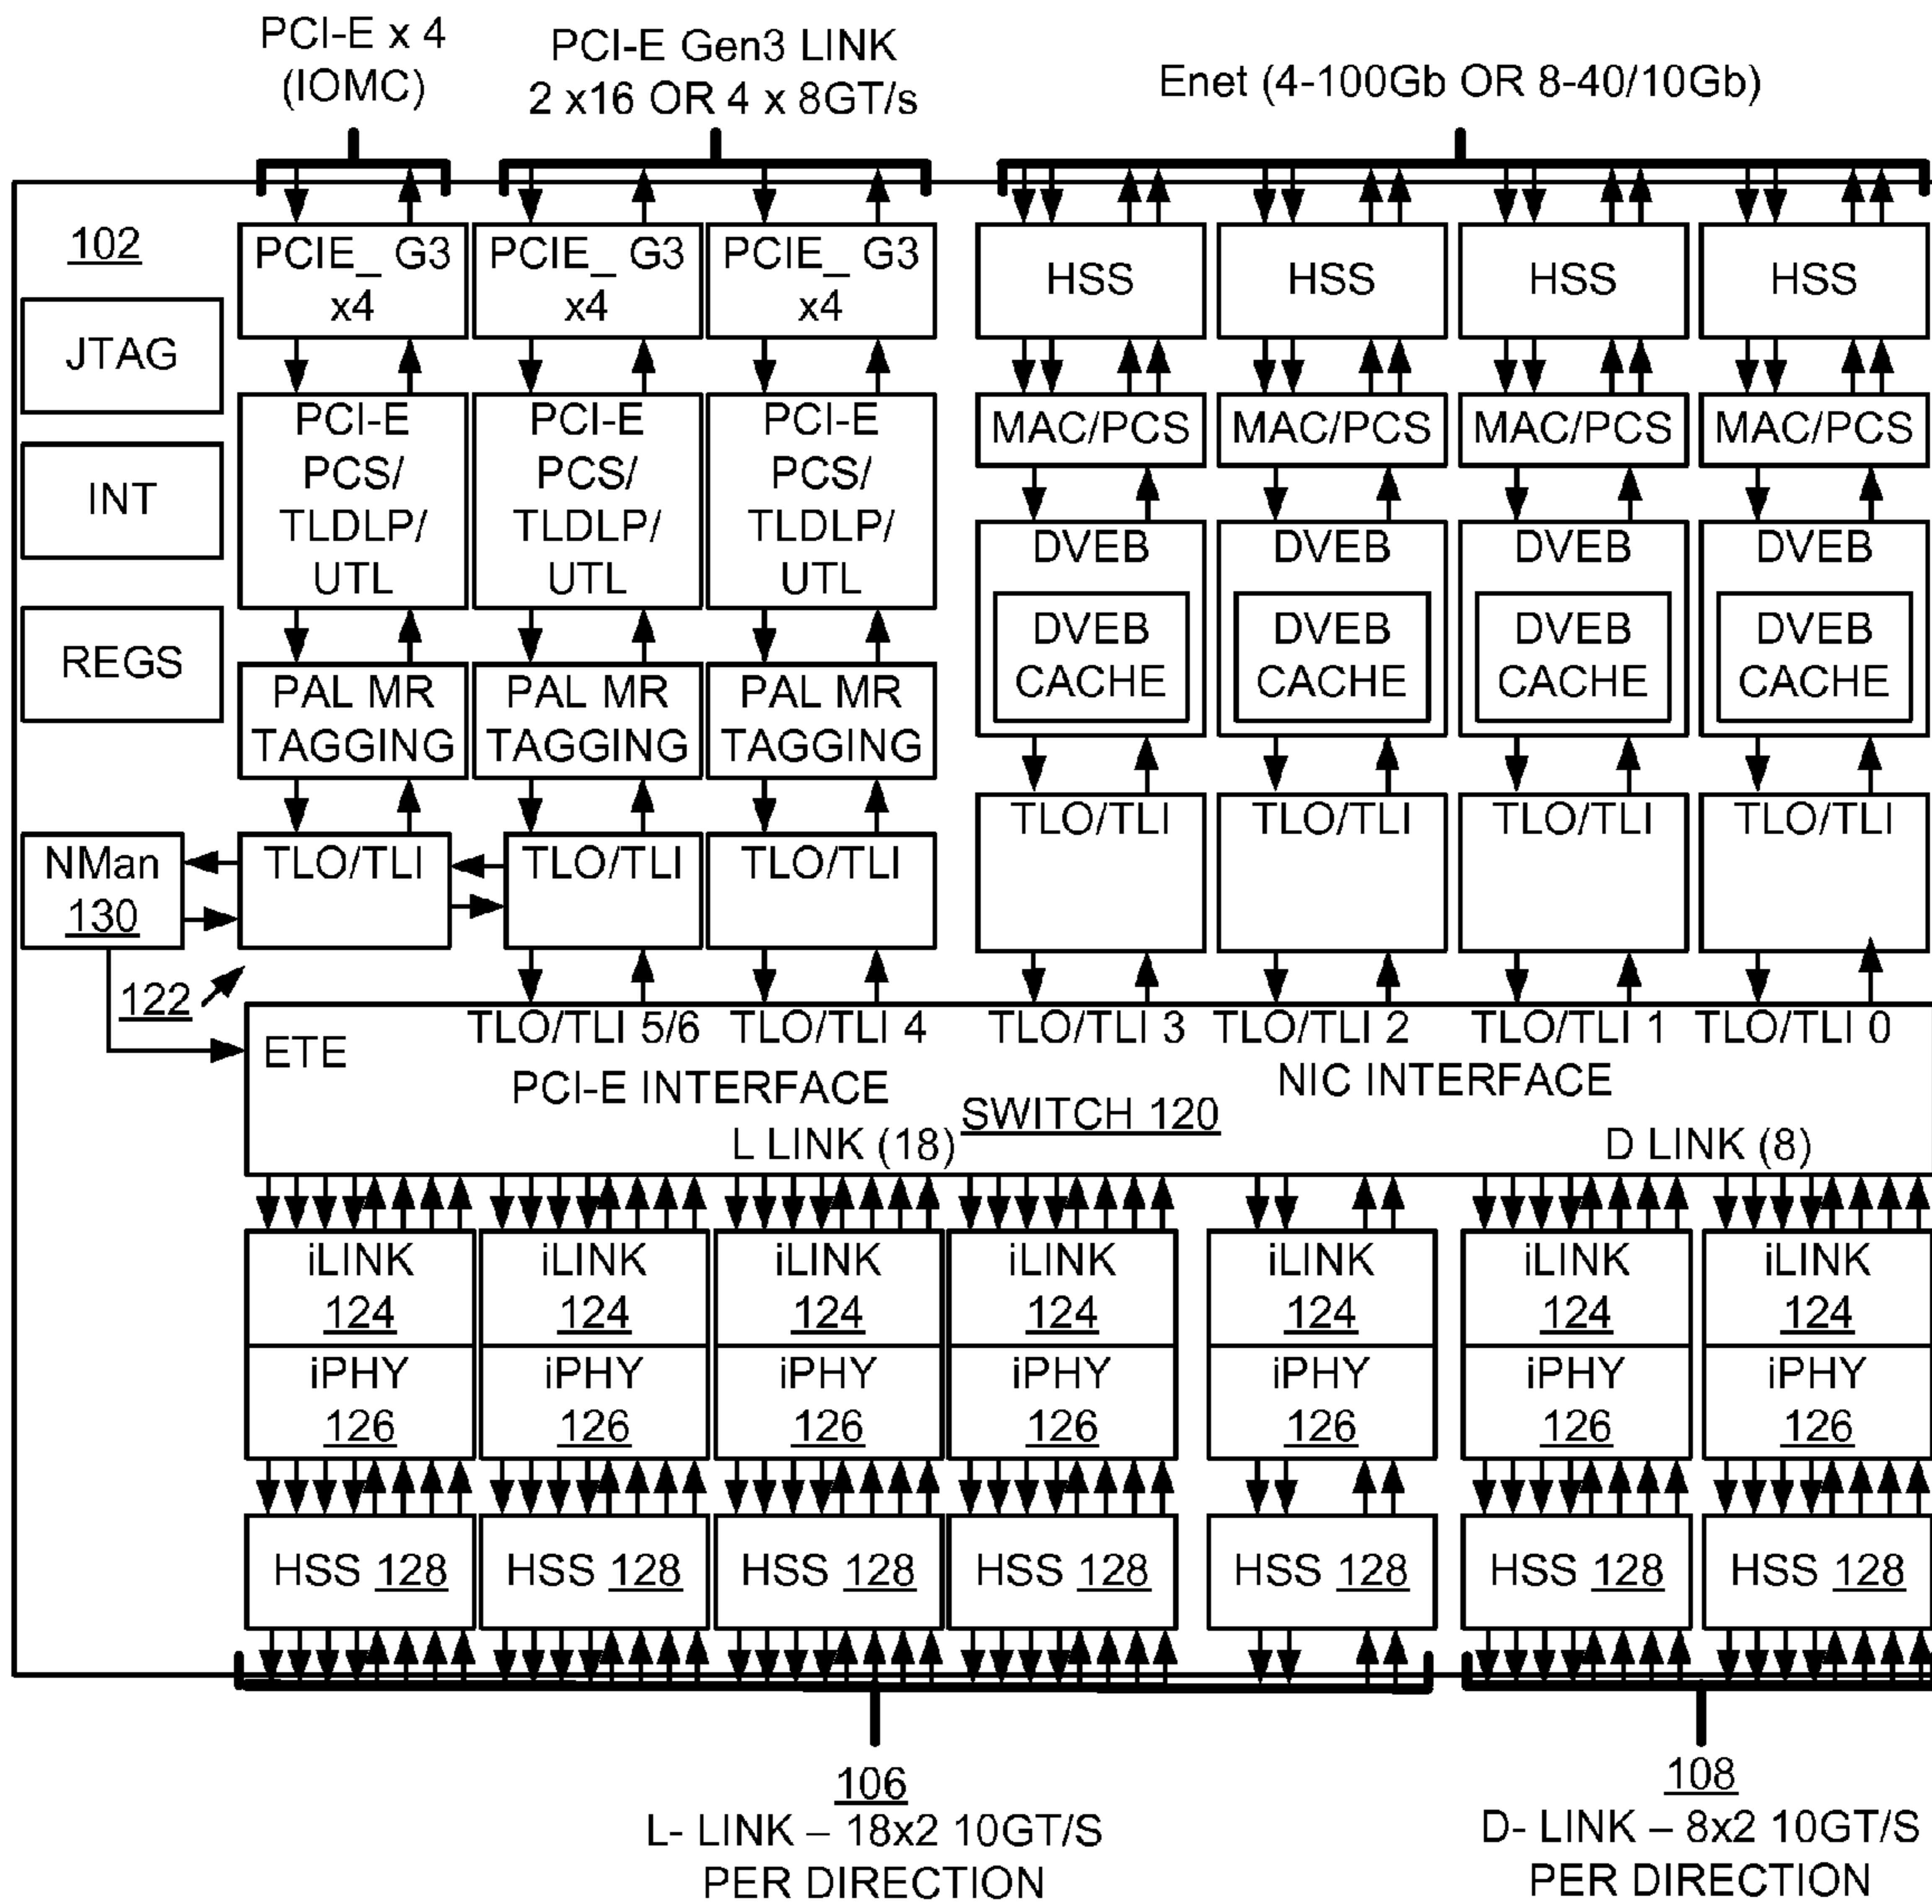 PCI-E x 4
(IOMC)
PCI-E Gen3 LINK
2 x16 OR 4 x 8GT/s
Enet (4-100Gb OR 8-40/10Gb)
102
JTAG
INT
REGS
PCIE_ G3
x4
PCIE_ G3
x4
PCIE_ G3
x4
HSS
HSS
HSS
HSS
PCI-E
PCS/
TLDLP/
UTL
PCI-E
PCS/
TLDLP/
UTL
PCI-E
PCS/
TLDLP/
UTL
MAC/PCS
MAC/PCS
MAC/PCS
MAC/PCS
DVEB
DVEB
CACHE
DVEB
DVEB
CACHE
DVEB
DVEB
CACHE
DVEB
DVEB
CACHE
PAL MR
TAGGING
PAL MR
TAGGING
PAL MR
TAGGING
NMan
130
TLO/TLI
TLO/TLI
TLO/TLI
TLO/TLI
TLO/TLI
TLO/TLI
TLO/TLI
122
ETE
TLO/TLI 5/6
TLO/TLI 4
TLO/TLI 3
TLO/TLI 2
TLO/TLI 1
TLO/TLI 0
PCI-E INTERFACE
NIC INTERFACE
SWITCH 120
L LINK (18)
D LINK (8)
iLINK
124
iPHY
126
iLINK
124
iPHY
126
iLINK
124
iPHY
126
iLINK
124
iPHY
126
iLINK
124
iPHY
126
iLINK
124
iPHY
126
iLINK
124
iPHY
126
HSS 128
HSS 128
HSS 128
HSS 128
HSS 128
HSS 128
HSS 128
106
L- LINK – 18x2 10GT/S
PER DIRECTION
108
D- LINK – 8x2 10GT/S
PER DIRECTION